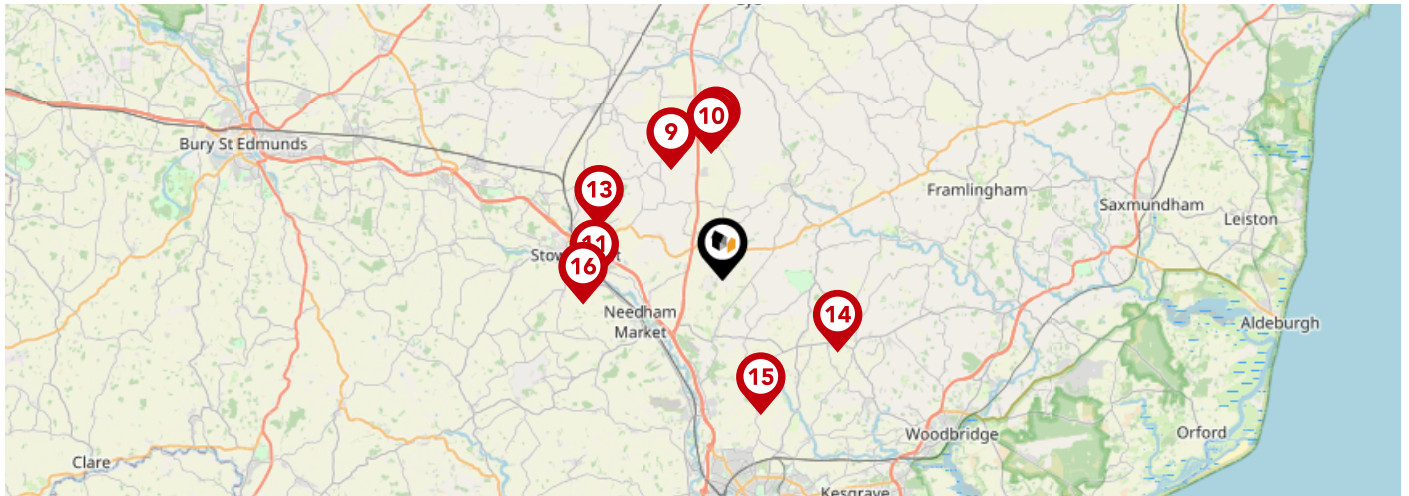 10
9
Bury St Edmunds
13
Framlingham
Saxmundham
Leiston
11
16
Needham
Market
14
Aldeburgh
15
Woodbridge
Orford
Clare
Kesgrave